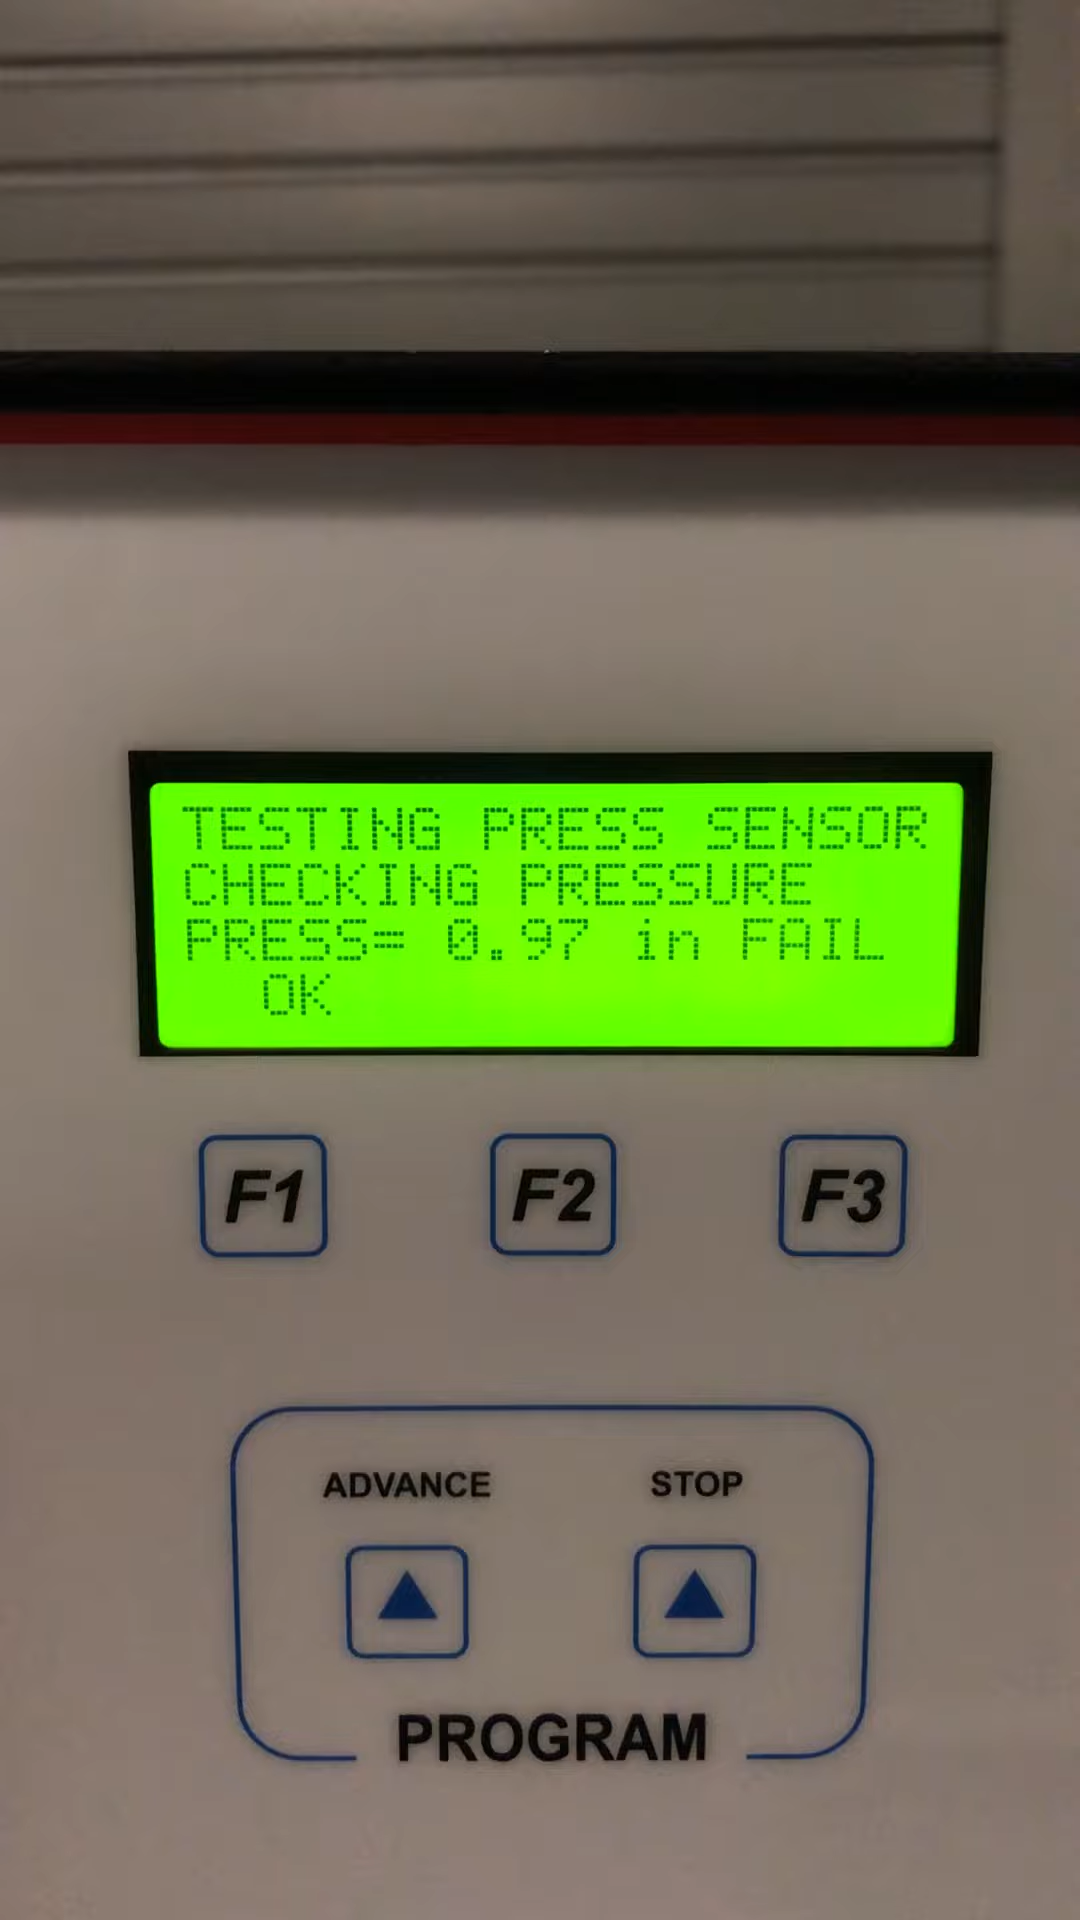 TESTING PRESS SENSOR
CHECKING PRESSURE
PRESS= 0.97 in FAIL
OK
F1 F2 F3
ADVANCE STOP
PROGRAM